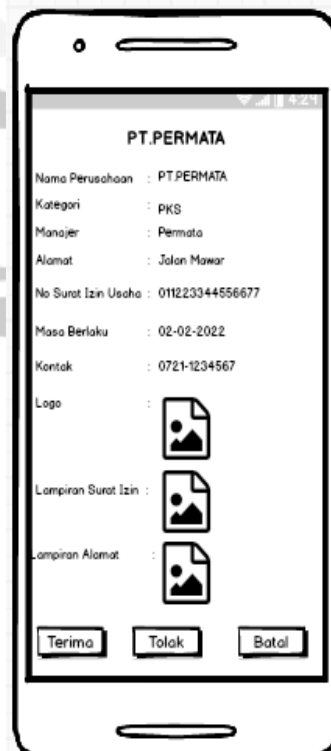 4:29
PT.PERMATA
Nama Perusahaan : PT.PERMATA
Kategori : PKS
Manajer : Permata
Alamat : Jalan Mawar
No Surat Izin Usaha : 011223344556677
Masa Berlaku : 02-02-2022
Kontak : 0721-1234567
Logo :
Lampiran Surat Izin :
Lampiran Alamat :
Terima Tolak Batal